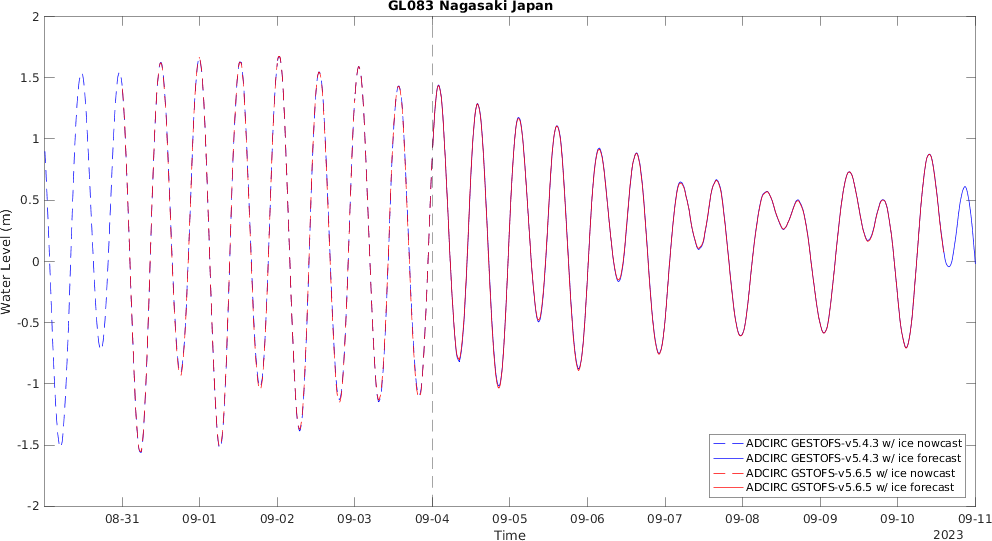 GL083 Nagasaki Japan
Water Level (m)
2
1.5
1
0.5
0
-0.5
-1
-1.5
-2
ADCIRC GESTOFS-v5.4.3 w/ ice nowcast
ADCIRC GESTOFS-v5.4.3 w/ ice forecast
ADCIRC GSTOFS-v5.6.5 w/ ice nowcast
ADCIRC GSTOFS-v5.6.5 w/ ice forecast
08-31 09-01 09-02 09-03 09-04 09-05 09-06 09-07 09-08 09-09 09-10 09-11
Time
2023